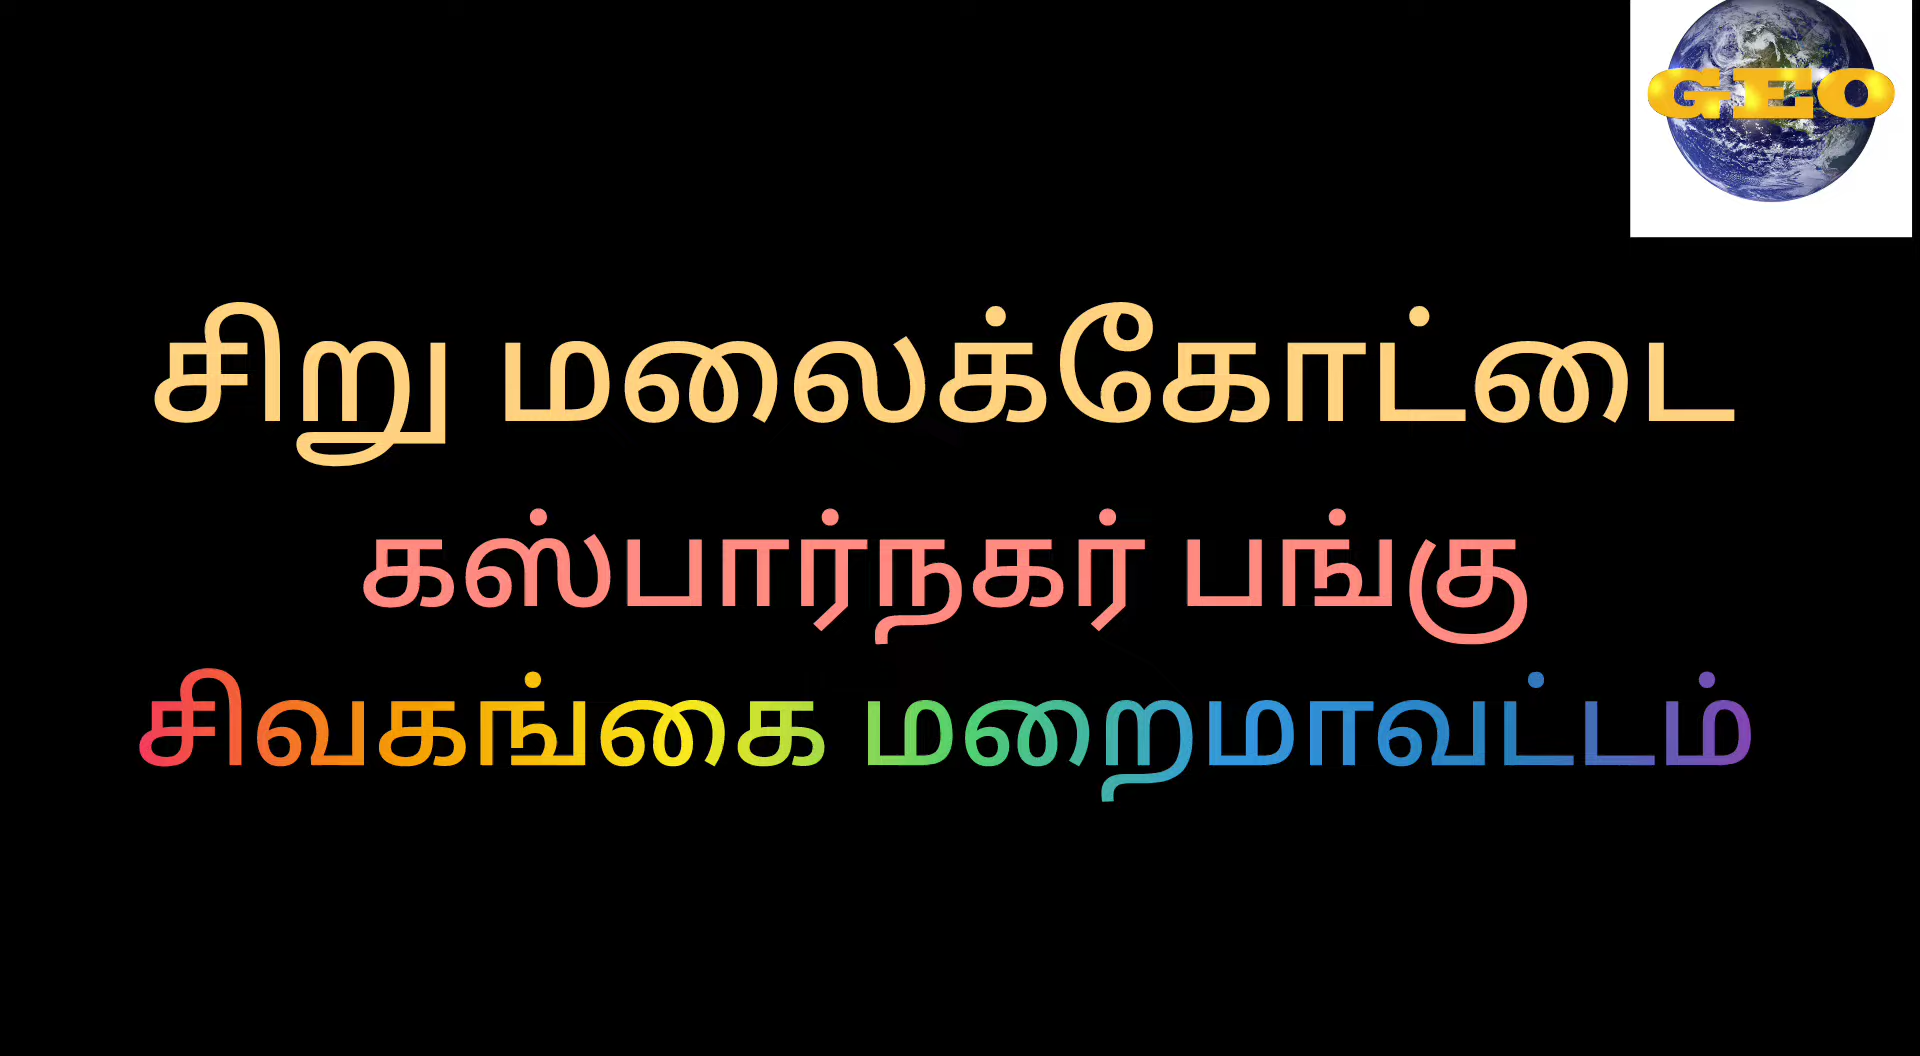 GEO
சிறு மலைக்கோட்டை
கஸ்பார்நகர் பங்கு
சிவகங்கை மறைமாவட்டம்